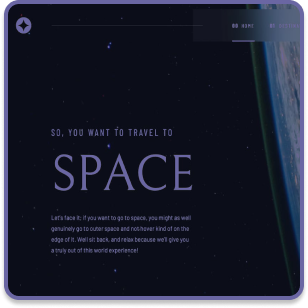 00 HOME
SO, YOU WANT TO TRAVEL TO
SPACE
Let's face it; if you want to go to space, you might as well
genuinely go to outer space and not hover kind of on the
edge of it. Well sit back, and relax because we'll give you
a truly out of this world experience!